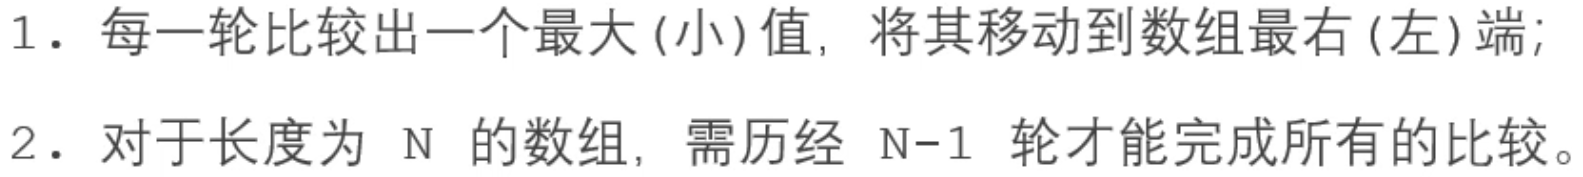 1. 每一轮比较出一个最大(小)值, 将其移动到数组最右(左)端;
2. 对于长度为 N 的数组, 需历经 N-1 轮才能完成所有的比较。